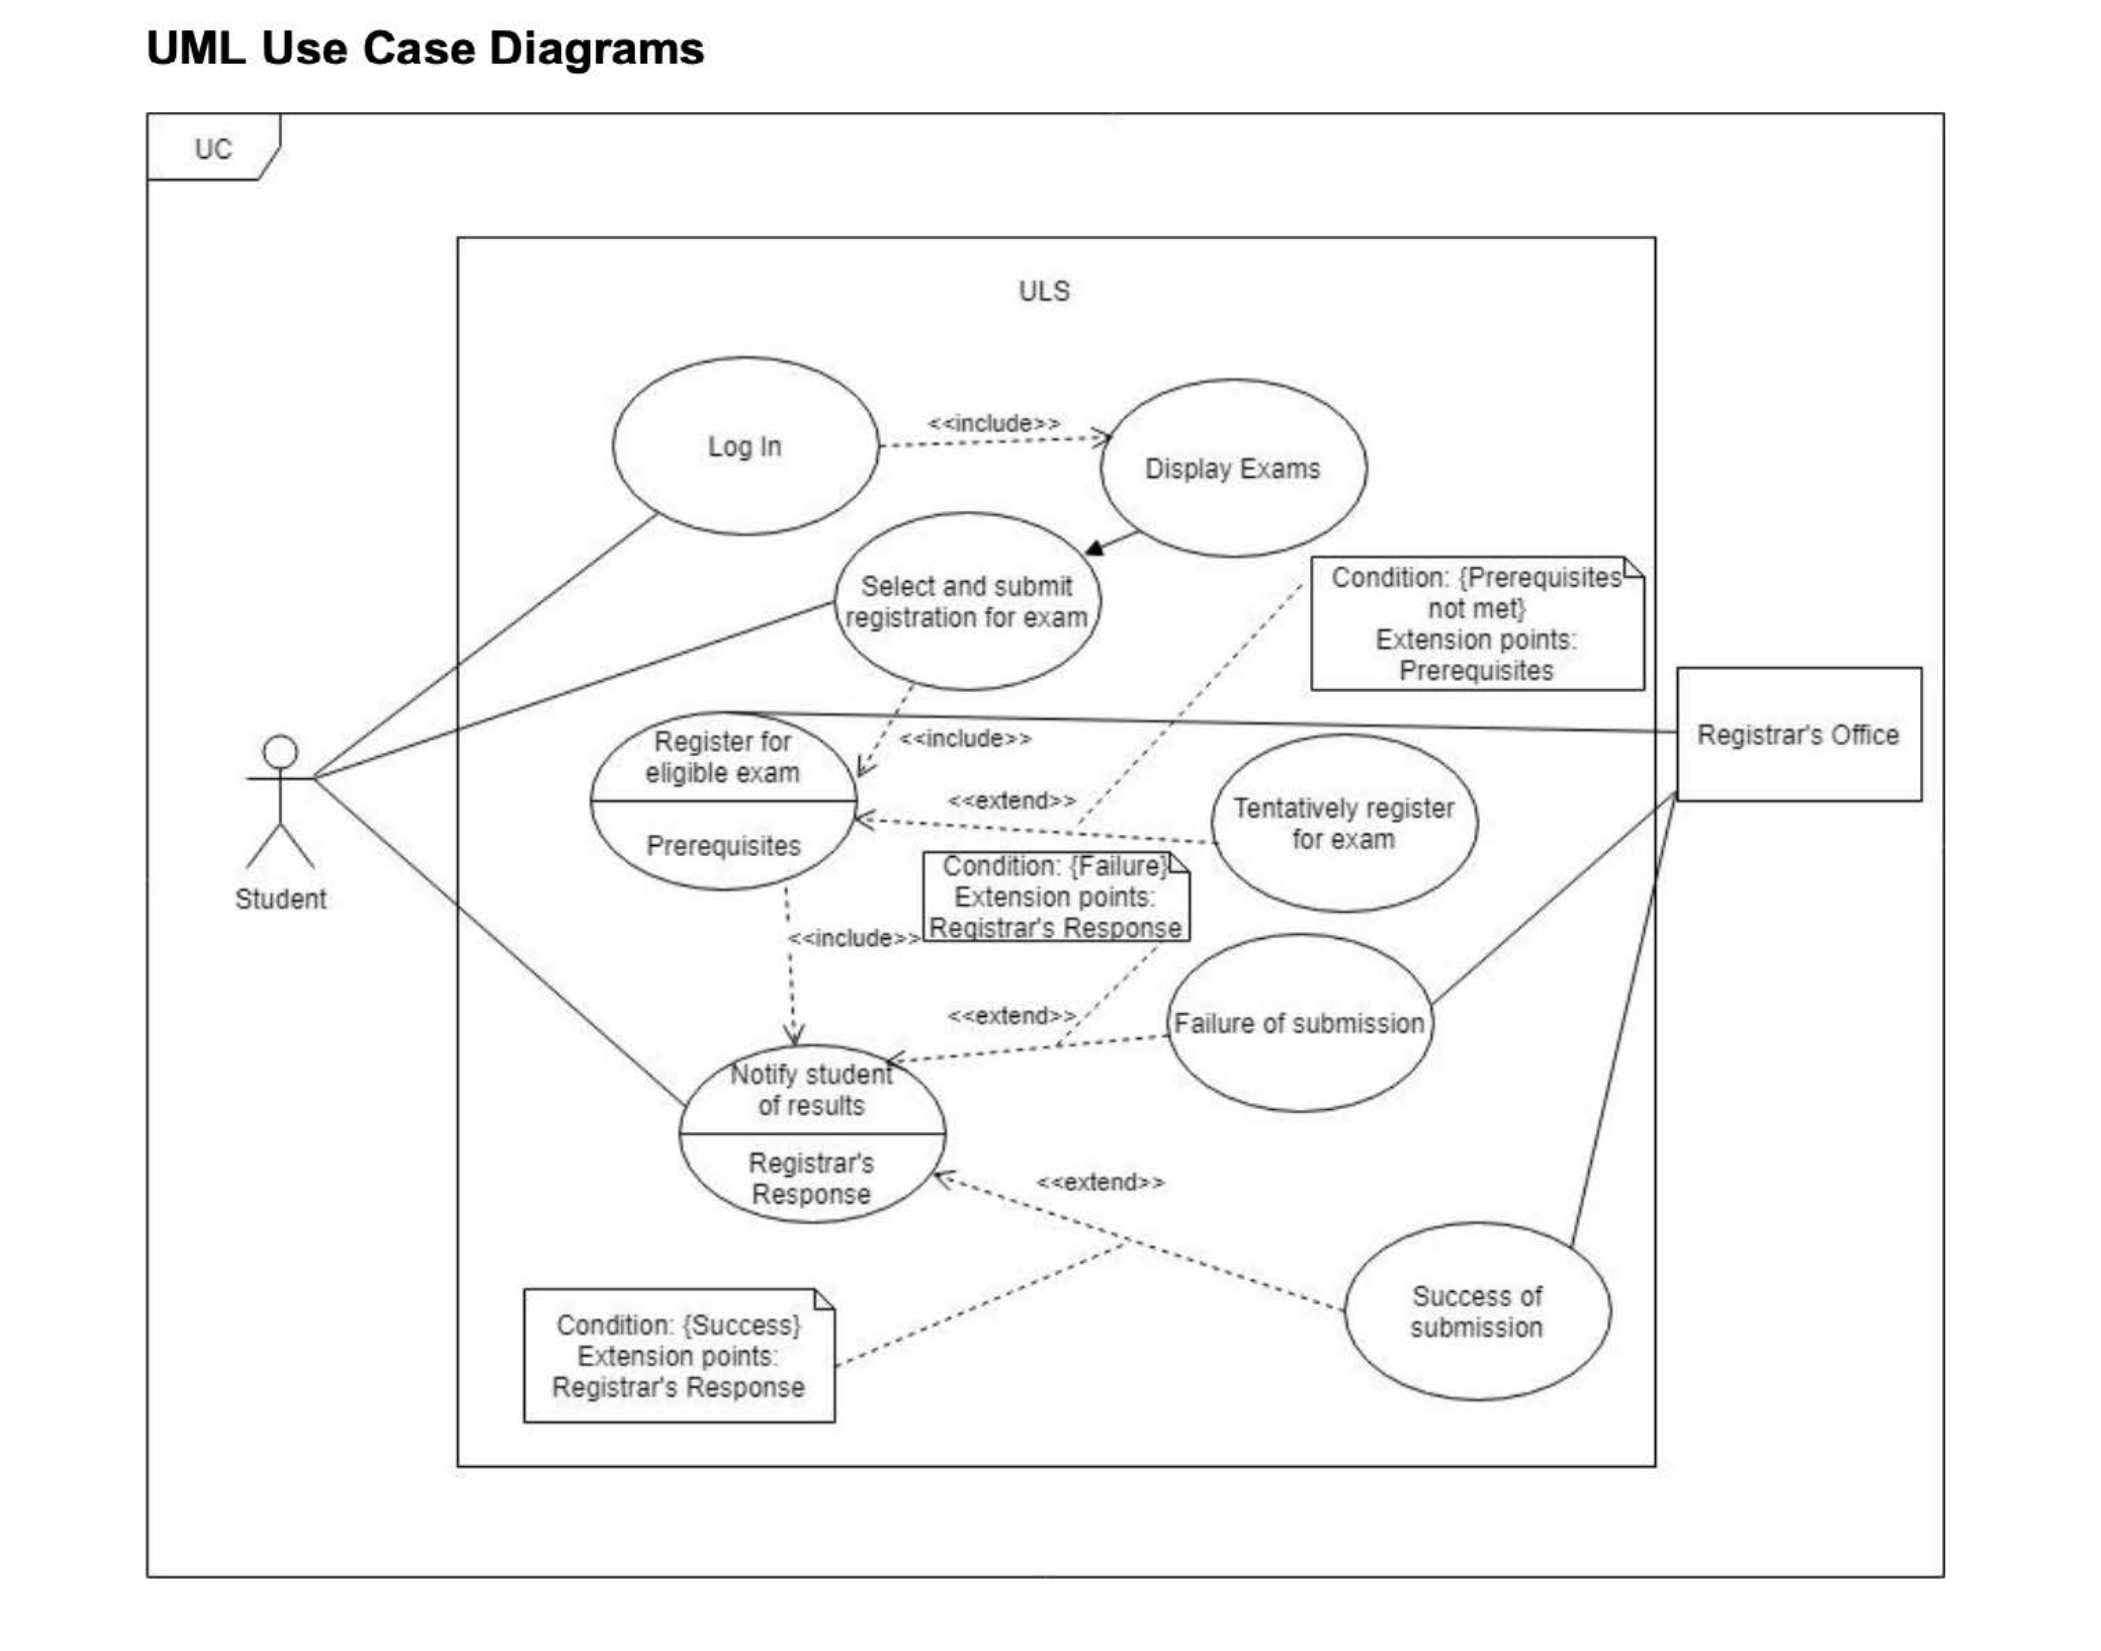 UML Use Case Diagrams
UC
ULS
Log In
<<include>>
Display Exams
Select and submit
registration for exam
Condition: {Prerequisites
not met}
Extension points:
Prerequisites
Register for
eligible exam
Prerequisites
<<include>>
Registrar's Office
<<extend>>
Tentatively register
for exam
Student
Condition: {Failure}
Extension points:
Registrar's Response
<<include>>
<<extend>>
Failure of submission
Notify student
of results
Registrar's
Response
<<extend>>
Success of
submission
Condition: {Success}
Extension points:
Registrar's Response